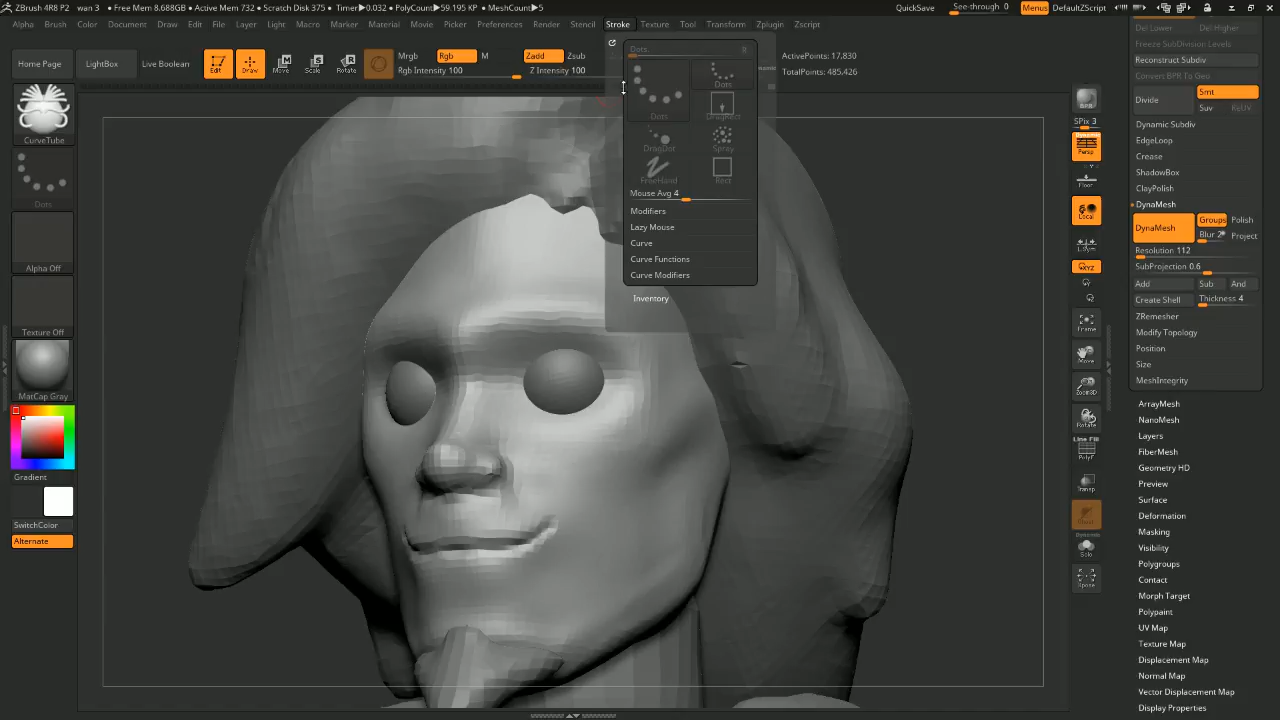 ZBrush 4R8 P2 wan 3 • Free Mem 8.688GB • Active Mem 732 • Scratch Disk 375 • Timer▶0.032 • PolyCount▶59.195 KP • MeshCount▶5 QuickSave See-through 0 Menus DefaultZScript
Alpha Brush Color Document Draw Edit File Layer Light Macro Marker Material Movie Picker Preferences Render Stencil Stroke Texture Tool Transform Zplugin Zscript
Home Page LightBox Live Boolean
Edit Draw Move Scale Rotate
Mrgb Rgb M
Rgb Intensity 100
Zadd Zsub
Z Intensity 100
ActivePoints: 17,830
TotalPoints: 485,426
CurveTube
Dots
Alpha Off
Texture Off
MatCap Gray
Gradient
SwitchColor
Alternate
Dots. R
Dots Dots
DragRect
DragDot Spray
FreeHand Rect
Mouse Avg 4
Modifiers
Lazy Mouse
Curve
Curve Functions
Curve Modifiers
Inventory
BPR
SPix 3
Dynamic
Persp
Floor
Local
L.Sym
XYZ
Frame
Move
Zoom3D
Rotate
Line Fill
PolyF
Transp
Ghost
Dynamic
Solo
Xpose
Del Lower Del Higher
Freeze SubDivision Levels
Reconstruct Subdiv
Convert BPR To Geo
Divide Smt
Suv ReUV
Dynamic Subdiv
EdgeLoop
Crease
ShadowBox
ClayPolish
DynaMesh
DynaMesh Groups Polish
Blur 2 Project
Resolution 112
SubProjection 0.6
Add Sub And
Create Shell Thickness 4
ZRemesher
Modify Topology
Position
Size
MeshIntegrity
ArrayMesh
NanoMesh
Layers
FiberMesh
Geometry HD
Preview
Surface
Deformation
Masking
Visibility
Polygroups
Contact
Morph Target
Polypaint
UV Map
Texture Map
Displacement Map
Normal Map
Vector Displacement Map
Display Properties